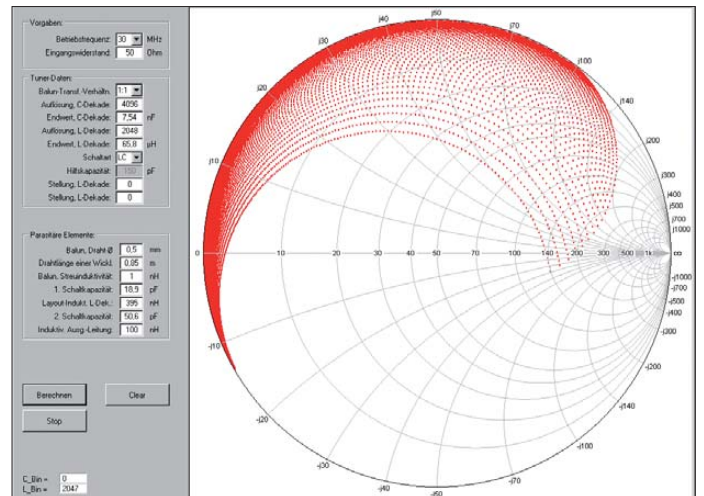 Vorgaben:
Betriebsfrequenz: 30 MHz
Eingangswiderstand: 50 Ohm
Tuner-Daten:
Balun-Transf.-Verhältn. 1:1
Auflösung, C-Dekade: 4096
Endwert, C-Dekade: 7,54 nF
Auflösung, L-Dekade: 2048
Endwert, L-Dekade: 65,8 µH
Schaltart LC
Hilfskapazität: 150 pF
Stellung, L-Dekade: 0
Stellung, L-Dekade: 0
Parasitäre Elemente:
Balun, Draht-Ø 0,5 mm
Drahtlänge einer Wickl. 0,85 m
Balun, Streuinduktivität: 1 nH
1. Schaltkapazität: 18,9 pF
Layout-Indukt. L-Dek.: 395 nH
2. Schaltkapazität: 50,6 pF
Induktiv. Ausg.-Leitung: 100 nH
Berechnen Clear
Stop
C_Bin = 0
L_Bin = 2047
j10
j20
j30
j40
j50
j70
j100
j140
j200
j300
j400
j500
j700
j1000
0 10 20 30 40 50 70 100 140 200 300 500 1k ∞
-j1000
-j700
-j500
-j400
-j300
-j200
-j140
-j100
-j70
-j50
-j40
-j30
-j20
-j10